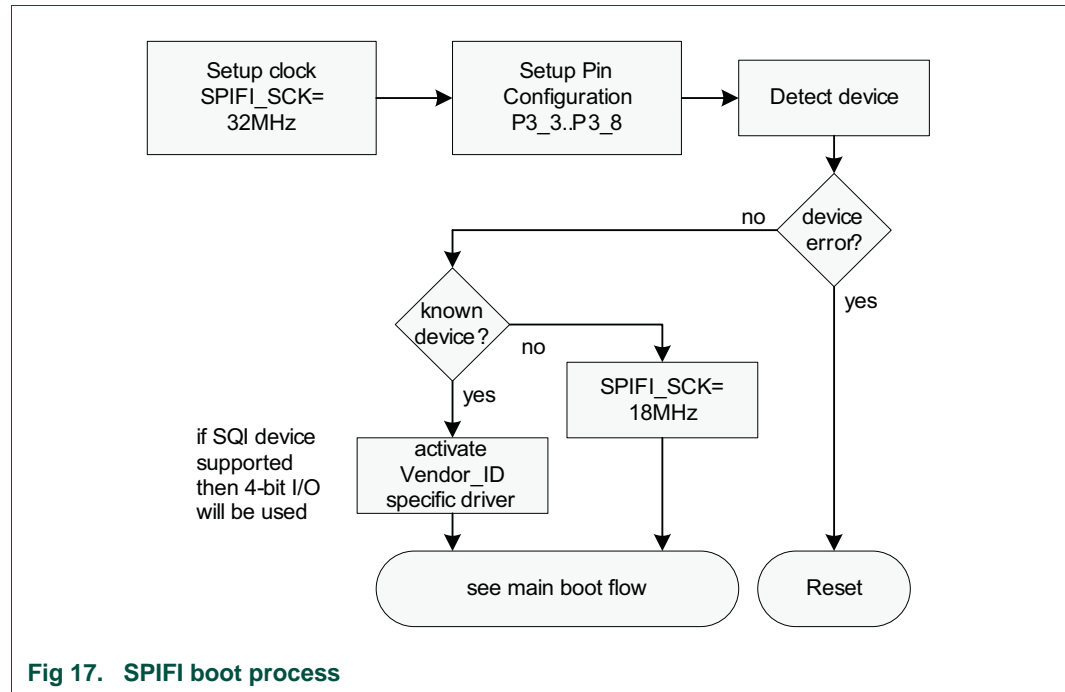 Setup clock
SPIFI_SCK=
32MHz
Setup Pin
Configuration
P3_3..P3_8
Detect device
device
error?
no
yes
known
device?
no
yes
SPIFI_SCK=
18MHz
if SQI device
supported
then 4-bit I/O
will be used
activate
Vendor_ID
specific driver
see main boot flow
Reset
Fig 17. SPIFI boot process